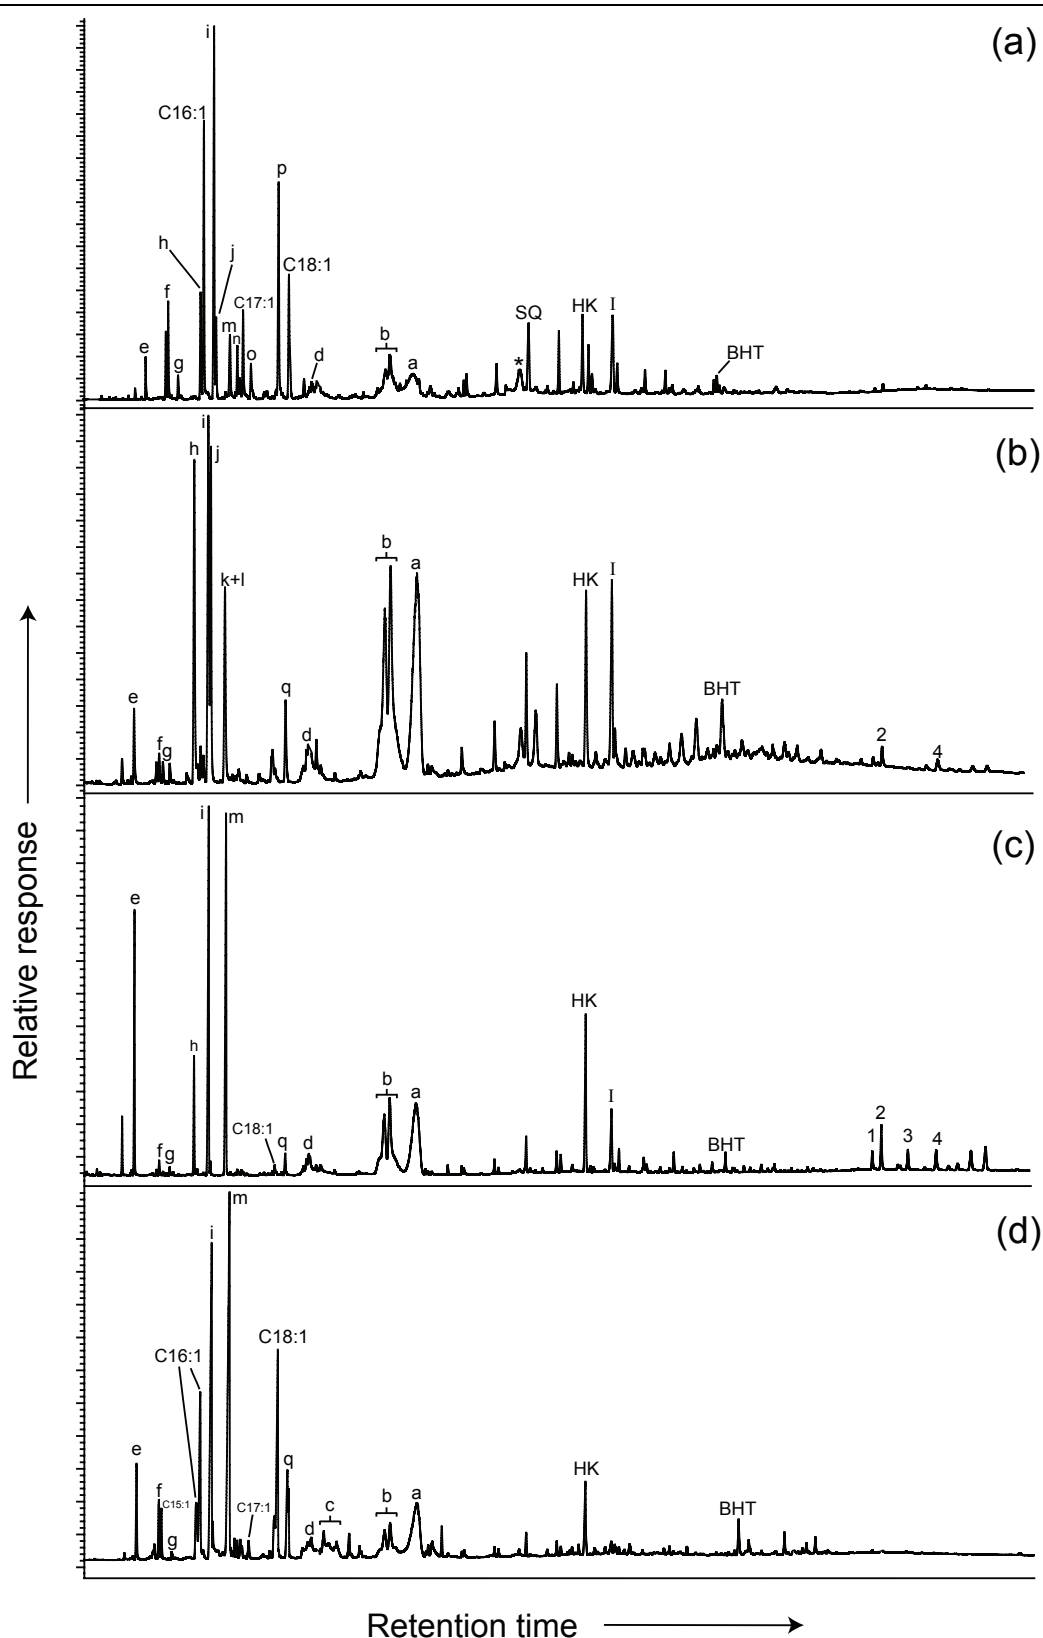 (a)
i
C16:1
p
h
j
C18:1
f
C17:1
m
n
e
g
o
d
b
a
*
SQ
HK
I
BHT
(b)
i
h
j
k+l
b
a
HK
I
e
q
BHT
f
g
d
2
4
(c)
i
m
e
HK
h
b
a
I
C18:1
q
d
f
g
BHT
1
2
3
4
(d)
m
i
C16:1
C18:1
e
q
HK
f
C15:1
C17:1
g
d
c
b
a
BHT
Relative response
Retention time